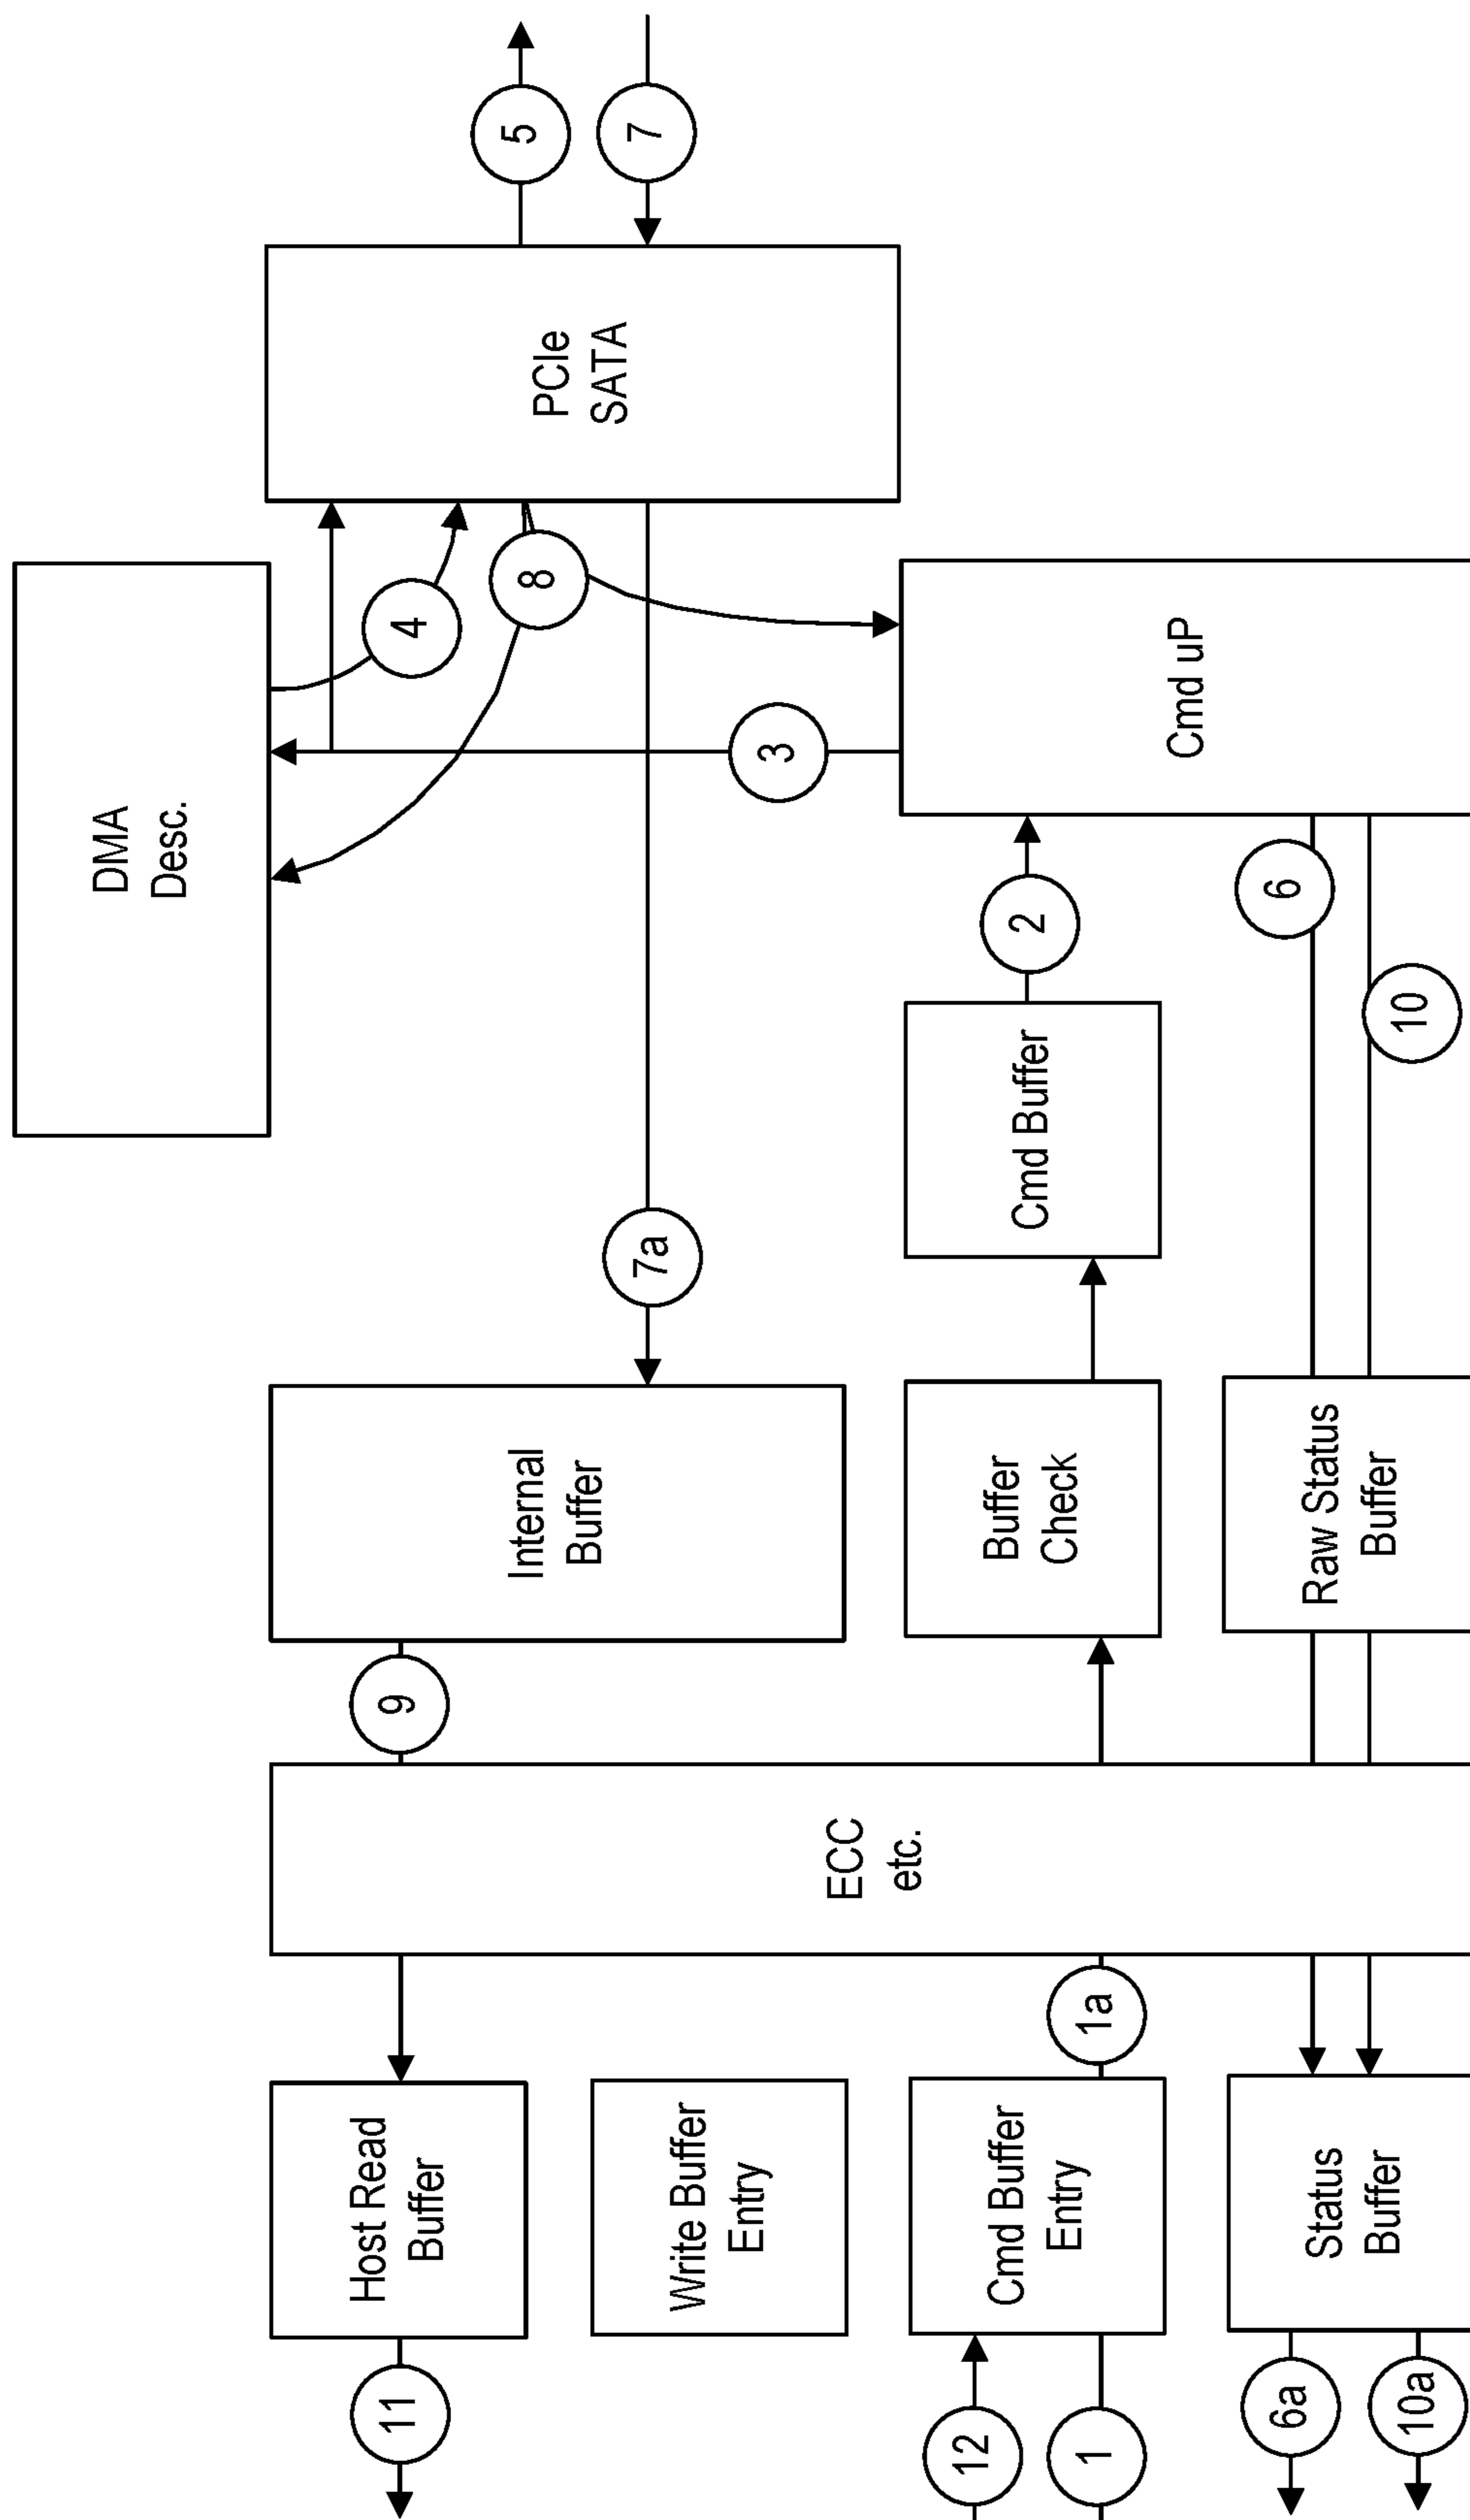 DMA
Desc.
11
Host Read
Buffer
9
Internal
Buffer
4
8
5
PCIe
SATA
7
7a
Write Buffer
Entry
3
ECC
etc.
12
1
Cmd Buffer
Entry
1a
Buffer
Check
Cmd Buffer
2
Cmd uP
6a
10a
Status
Buffer
Raw Status
Buffer
6
10